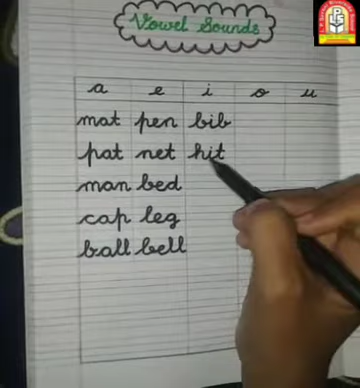 Vowel Sounds
a e i o u
mat pen bib
pat net hit
man bed
cap leg
ball bell